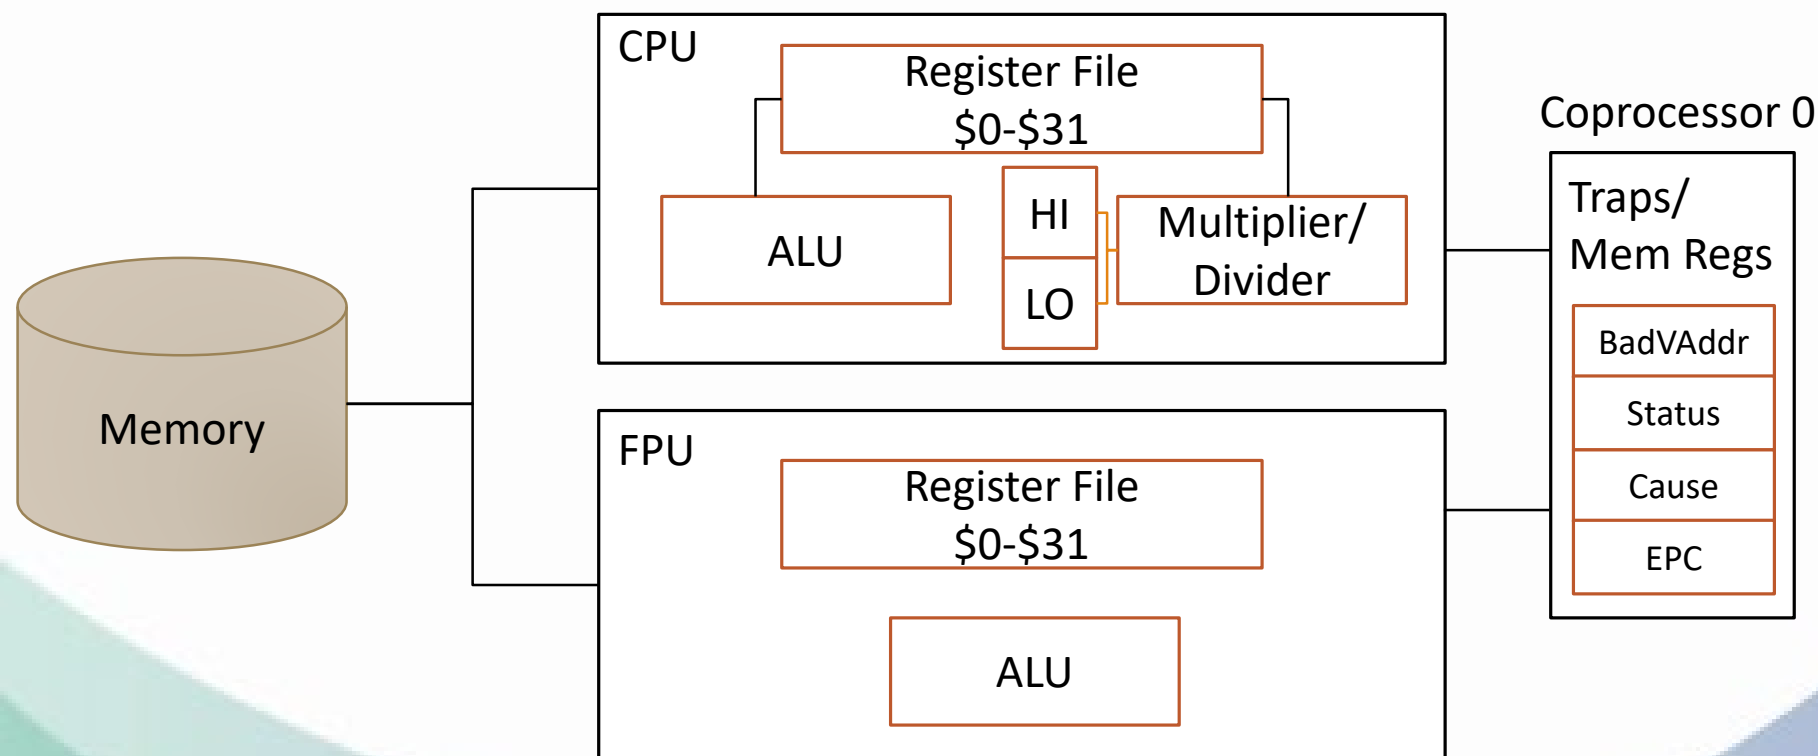 CPU
Register File
$0-$31
ALU
HI
LO
Multiplier/
Divider
Memory
FPU
Register File
$0-$31
ALU
Coprocessor 0
Traps/
Mem Regs
BadVAddr
Status
Cause
EPC